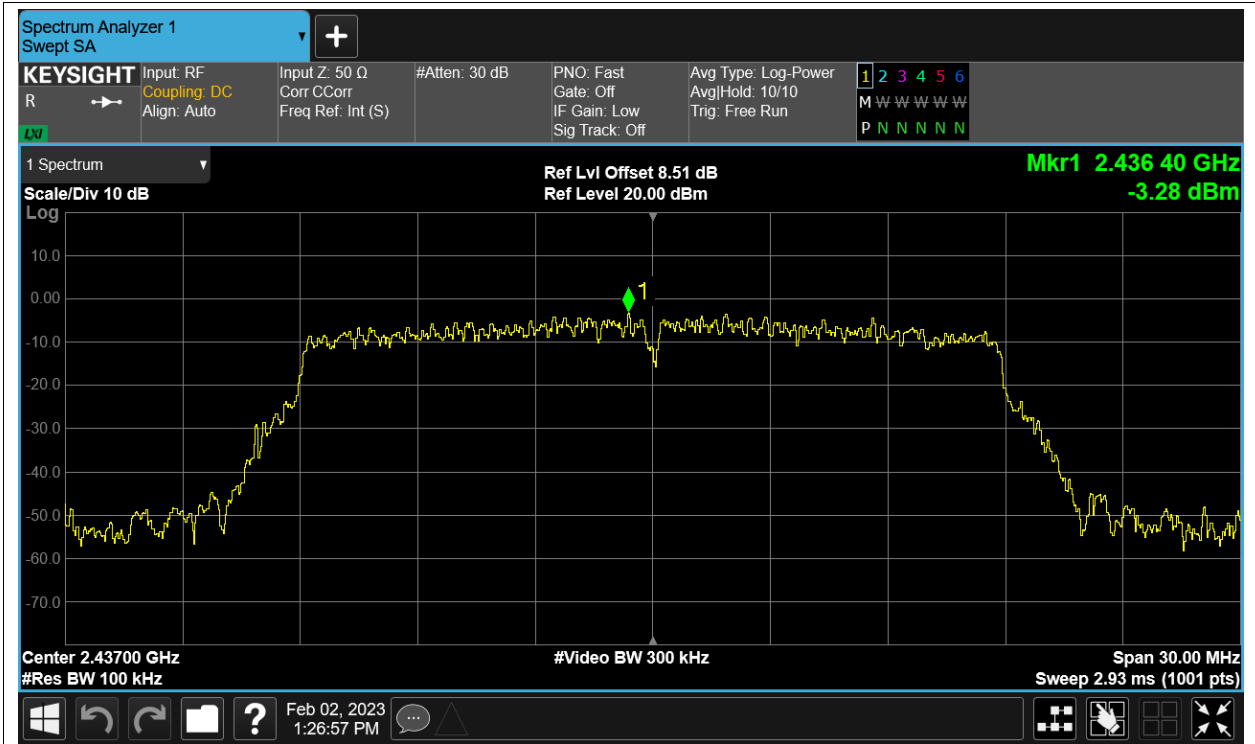 Spectrum Analyzer 1
Swept SA
KEYSIGHT
R
LXI
Input: RF
Coupling: DC
Align: Auto
Input Z: 50 Ω
Corr CCorr
Freq Ref: Int (S)
#Atten: 30 dB
PNO: Fast
Gate: Off
IF Gain: Low
Sig Track: Off
Avg Type: Log-Power
Avg|Hold: 10/10
Trig: Free Run
1 2 3 4 5 6
M W W W W W
P N N N N N
1 Spectrum
Scale/Div 10 dB
Ref Lvl Offset 8.51 dB
Ref Level 20.00 dBm
Mkr1 2.436 40 GHz
-3.28 dBm
Log
10.0
0.00
-10.0
-20.0
-30.0
-40.0
-50.0
-60.0
-70.0
1
Center 2.43700 GHz
#Res BW 100 kHz
#Video BW 300 kHz
Span 30.00 MHz
Sweep 2.93 ms (1001 pts)
?
Feb 02, 2023
1:26:57 PM